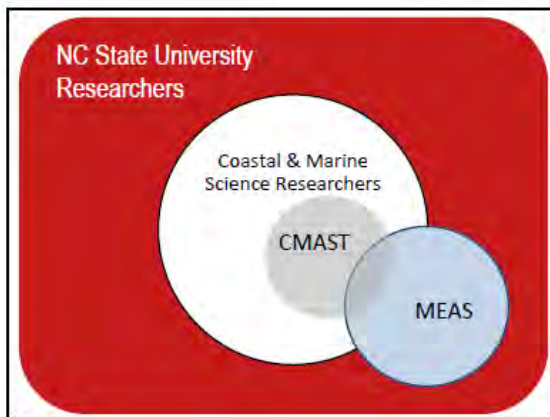 NC State University
Researchers
Coastal & Marine
Science Researchers
CMAST
MEAS